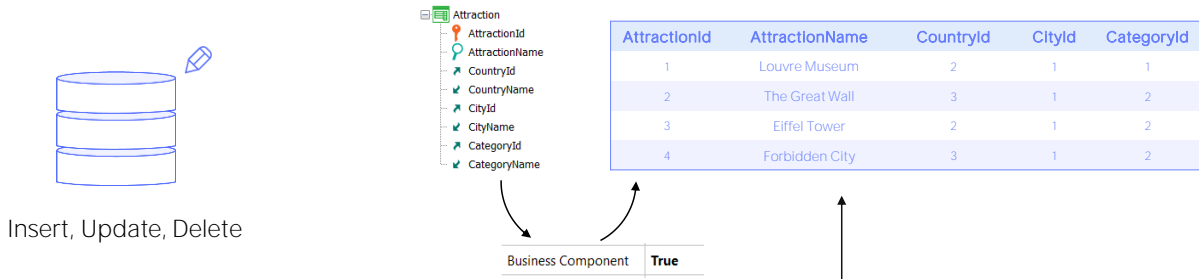 Attraction
AttractionId
AttractionName
CountryId
CountryName
CityId
CityName
CategoryId
CategoryName
AttractionId AttractionName CountryId CityId CategoryId
1 Louvre Museum 2 1 1
2 The Great Wall 3 1 2
3 Eiffel Tower 2 1 2
4 Forbidden City 3 1 2
Insert, Update, Delete
Business Component True